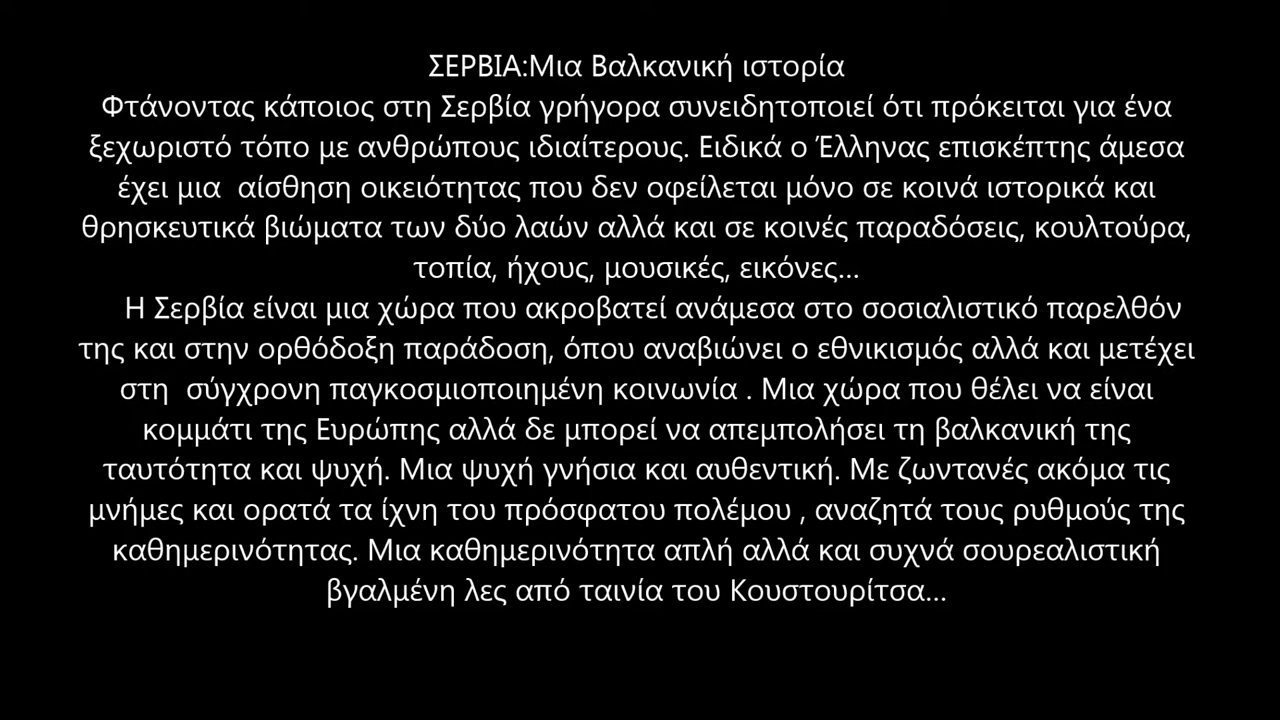 ΣΕΡΒΙΑ:Μια Βαλκανική ιστορία
Φτάνοντας κάποιος στη Σερβία γρήγορα συνειδητοποιεί ότι πρόκειται για ένα
ξεχωριστό τόπο με ανθρώπους ιδιαίτερους. Ειδικά ο Έλληνας επισκέπτης άμεσα
έχει μια  αίσθηση οικειότητας που δεν οφείλεται μόνο σε κοινά ιστορικά και
θρησκευτικά βιώματα των δύο λαών αλλά και σε κοινές παραδόσεις, κουλτούρα,
τοπία, ήχους, μουσικές, εικόνες...
Η Σερβία είναι μια χώρα που ακροβατεί ανάμεσα στο σοσιαλιστικό παρελθόν
της και στην ορθόδοξη παράδοση, όπου αναβιώνει ο εθνικισμός αλλά και μετέχει
στη  σύγχρονη παγκοσμιοποιημένη κοινωνία . Μια χώρα που θέλει να είναι
κομμάτι της Ευρώπης αλλά δε μπορεί να απεμπολήσει τη βαλκανική της
ταυτότητα και ψυχή. Μια ψυχή γνήσια και αυθεντική. Με ζωντανές ακόμα τις
μνήμες και ορατά τα ίχνη του πρόσφατου πολέμου , αναζητά τους ρυθμούς της
καθημερινότητας. Μια καθημερινότητα απλή αλλά και συχνά σουρεαλιστική
βγαλμένη λες από ταινία του Κουστουρίτσα...